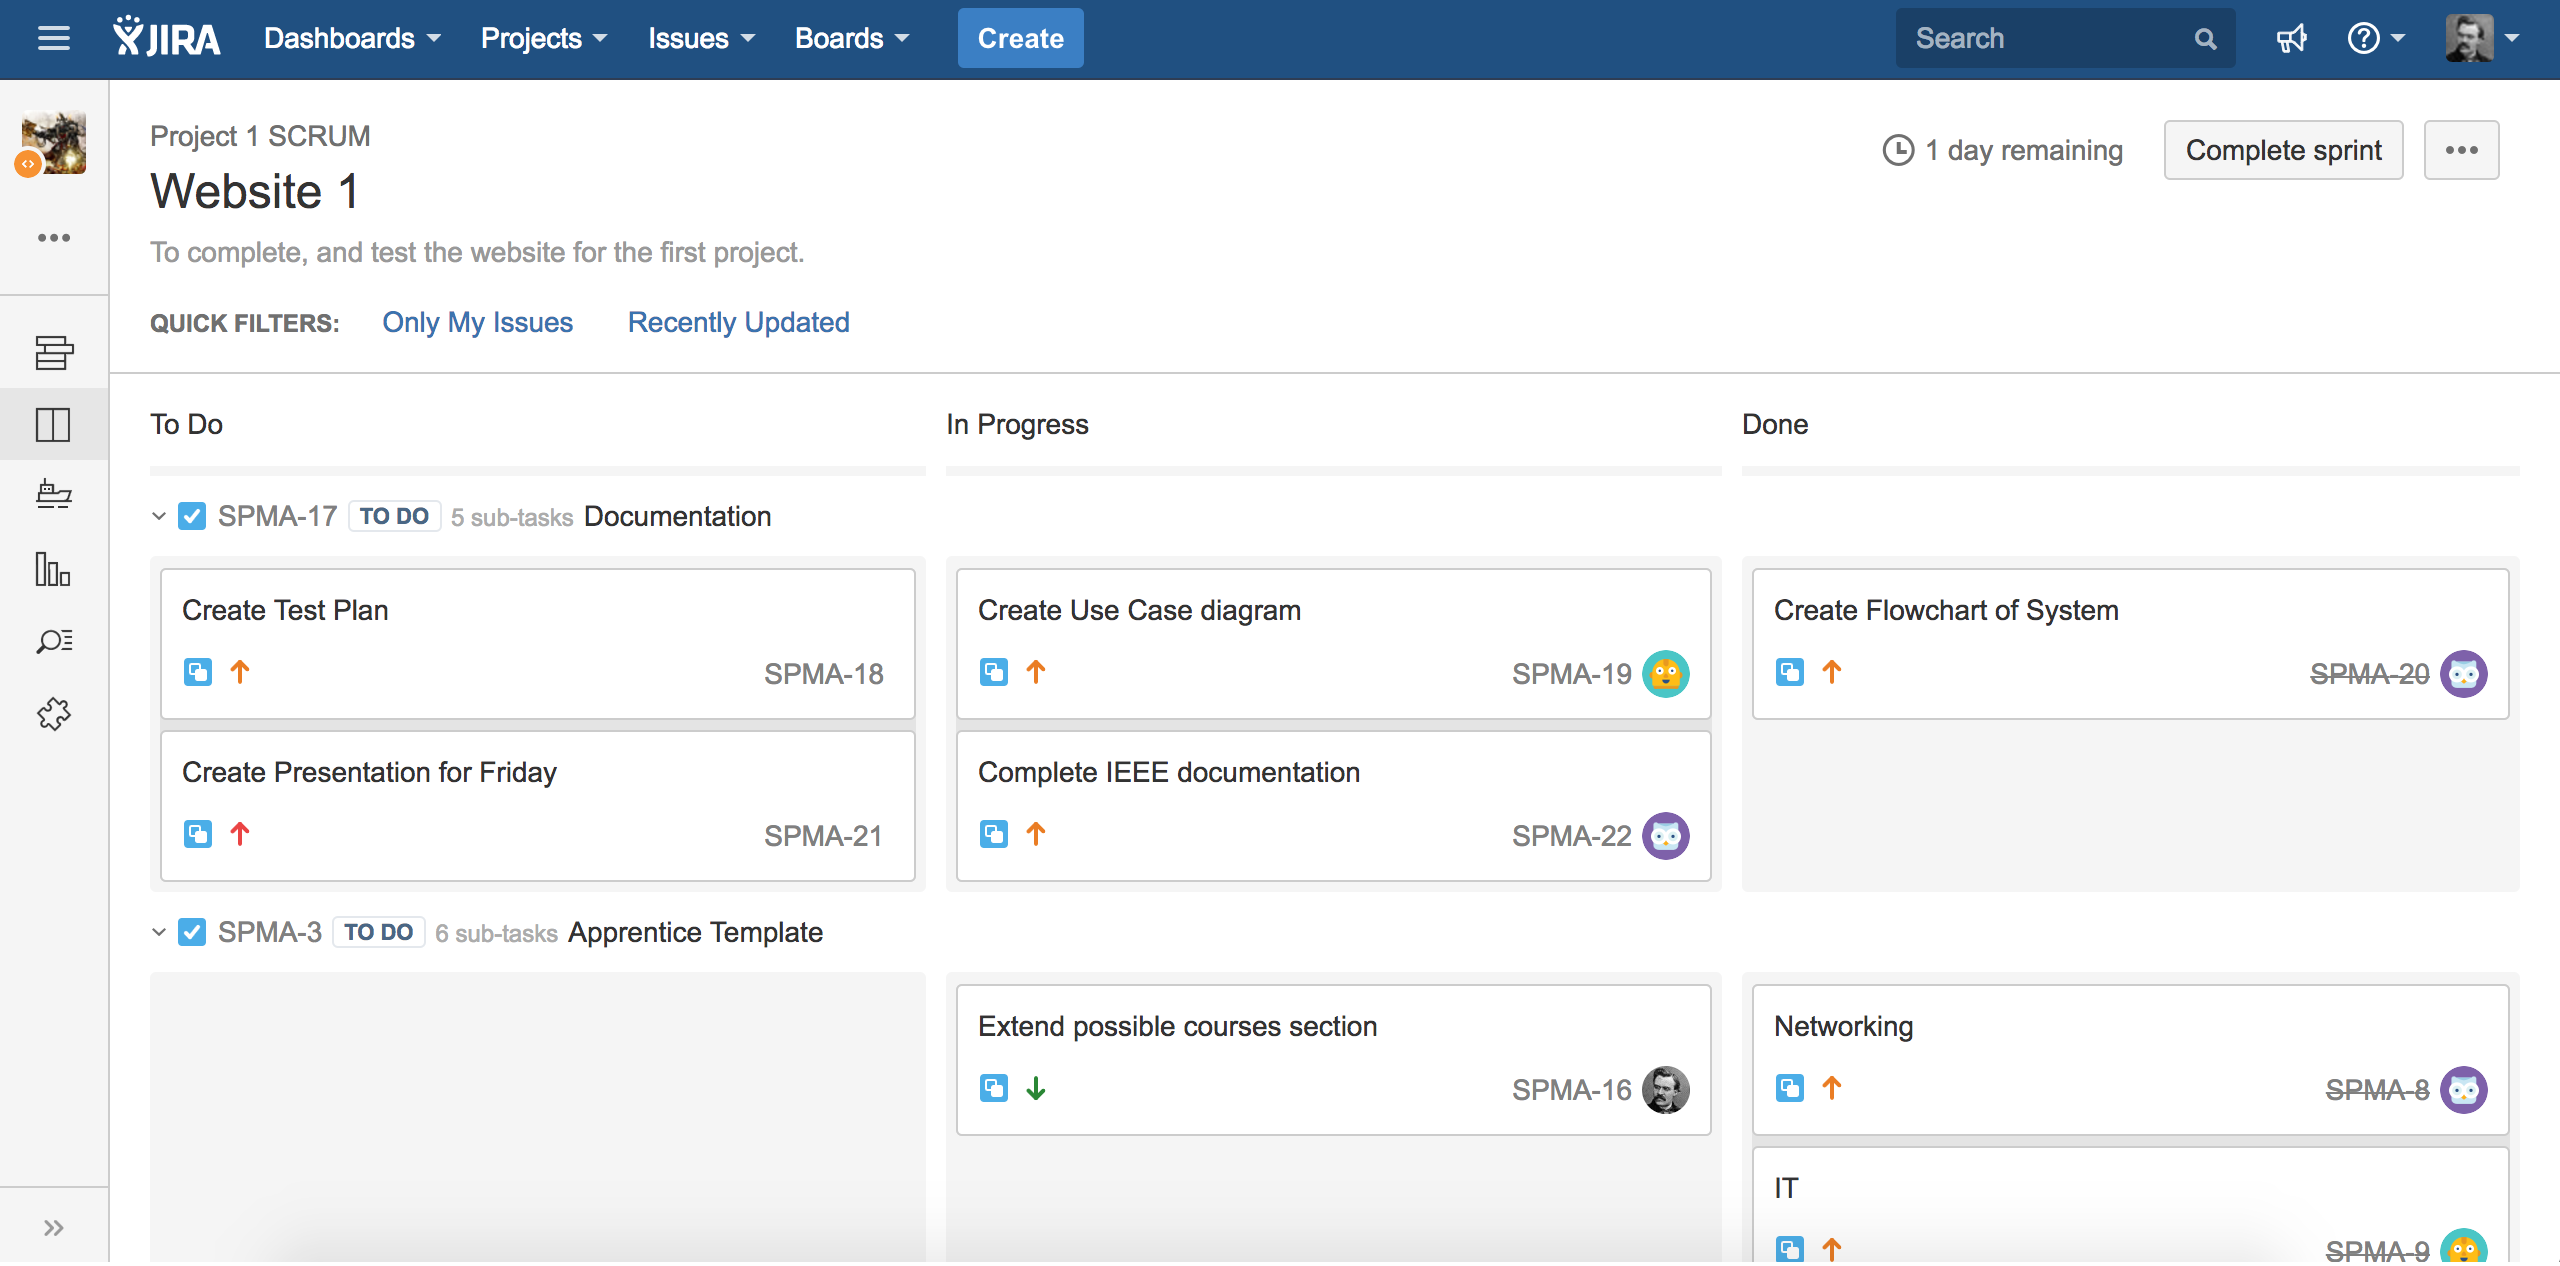 JIRA Dashboards Projects Issues Boards Create Search
Project 1 SCRUM
Website 1
To complete, and test the website for the first project.
1 day remaining Complete sprint
QUICK FILTERS: Only My Issues Recently Updated
To Do In Progress Done
SPMA-17 TO DO 5 sub-tasks Documentation
Create Test Plan
SPMA-18
Create Presentation for Friday
SPMA-21
Create Use Case diagram
SPMA-19
Complete IEEE documentation
SPMA-22
Create Flowchart of System
SPMA-20
SPMA-3 TO DO 6 sub-tasks Apprentice Template
Extend possible courses section
SPMA-16
Networking
SPMA-8
IT
SPMA-9